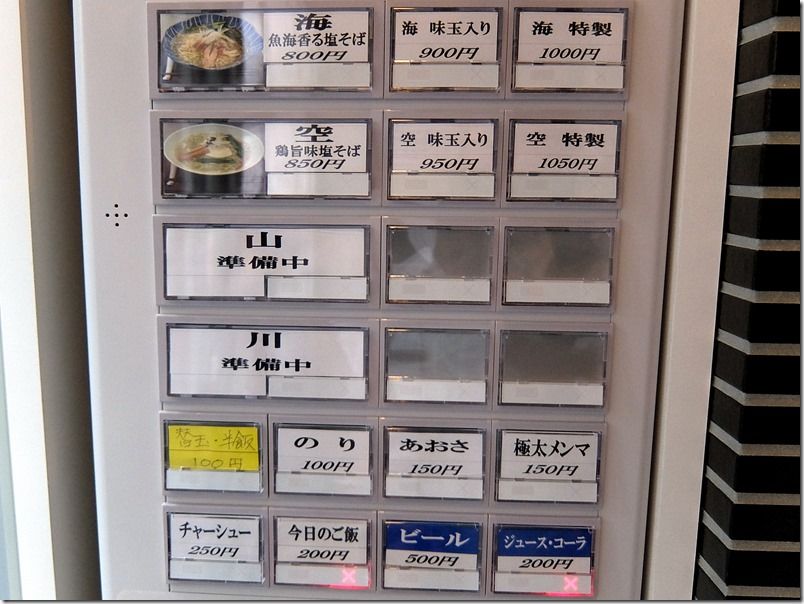 海
魚海香る塩そば
800円
海 味玉入り
900円
海 特製
1000円
空
鶏旨味塩そば
850円
空 味玉入り
950円
空 特製
1050円
山
準備中
川
準備中
替玉・半飯
100円
のり
100円
あおさ
150円
極太メンマ
150円
チャーシュー
250円
今日のご飯
200円
ビール
500円
ジュース・コーラ
200円